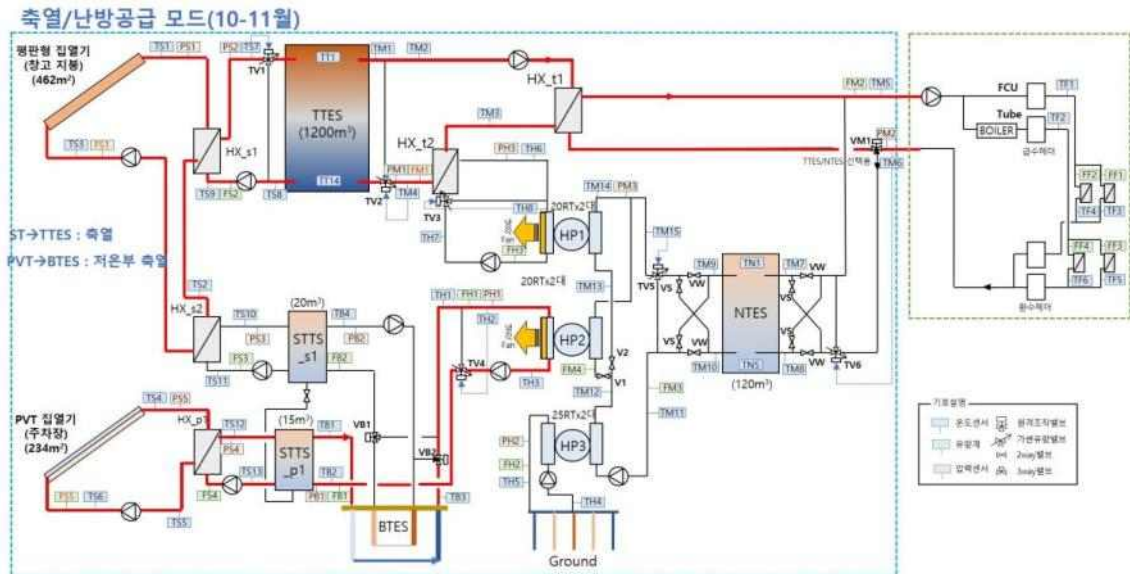 축열/난방공급 모드(10-11월)
평판형 집열기
(창고 지붕)
(462m²)
TS1
PS1
PS2
TS7
TV1
TT1
TTES
(1200m³)
TT14
TM1
TM2
HX_t1
FM2
TM5
FCU
TF1
Tube
TF2
BOILER
급수헤더
VM1
PM2
TTES/NTES 선택용
TM6
TS3
FS1
HX_s1
TS9
FS2
TS8
TM3
HX_t2
PM1
FM1
TV2
TM4
TV3
PH3
TH6
TH8
TH7
FH3
Fan
20RTx2대
HP1
TM14
PM3
TM15
TV5
FF2
FF1
TF4
TF3
FF4
FF3
TF6
TF5
환수헤더
ST→TTES : 축열
PVT→BTES : 저온부 축열
TS2
HX_s2
TS10
PS3
(20m³)
STTS
_s1
TB4
PB2
FS3
FB2
TS11
TH1
FH1
PH1
TH2
TV4
20RTx2대
Fan
HP2
TH3
TM13
V2
V1
FM4
TM12
VS
VW
TM9
TN1
TM7
VW
VS
NTES
VS
VS
TM10
VW
TN5
TM8
VW
TV6
(120m³)
FM3
TM11
PVT 집열기
(주차장)
(234m²)
TS4
PS5
HX_p1
TS12
PS4
(15m³)
STTS
_p1
TB1
TB2
TS13
FS4
PB1
FB1
FS5
TS6
TS5
VB1
VB2
TB3
BTES
25RTx2대
HP3
PH2
FH2
TH5
TH4
Ground
기호설명
온도센서
원격조작밸브
유량계
가변유량밸브
2way밸브
압력센서
3way밸브